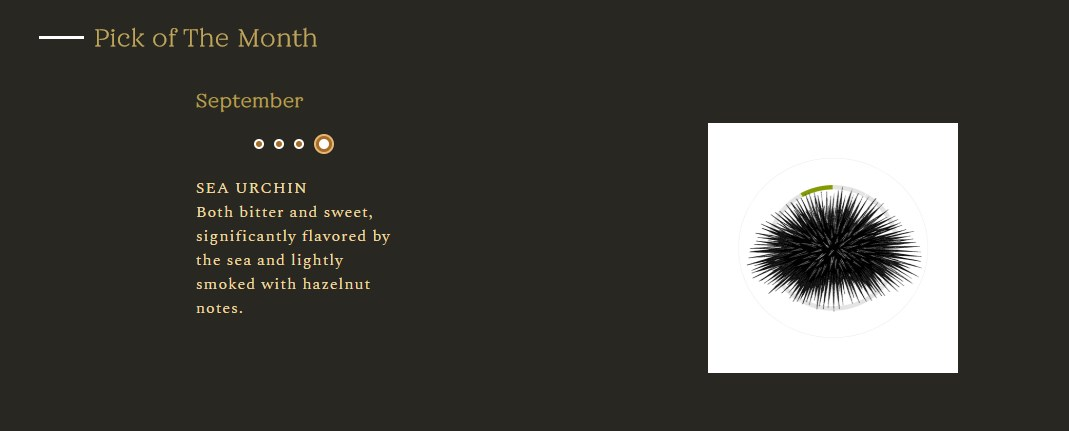 Pick of The Month
September
SEA URCHIN
Both bitter and sweet,
significantly flavored by
the sea and lightly
smoked with hazelnut
notes.